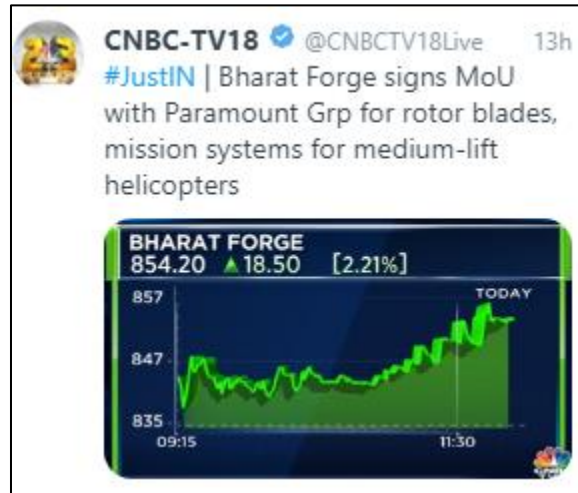 CNBC-TV18 @CNBCTV18Live 13h
#JustIN | Bharat Forge signs MoU
with Paramount Grp for rotor blades,
mission systems for medium-lift
helicopters
BHARAT FORGE
854.20 ▲18.50 [2.21%]
TODAY
857
847
835
09:15 11:30